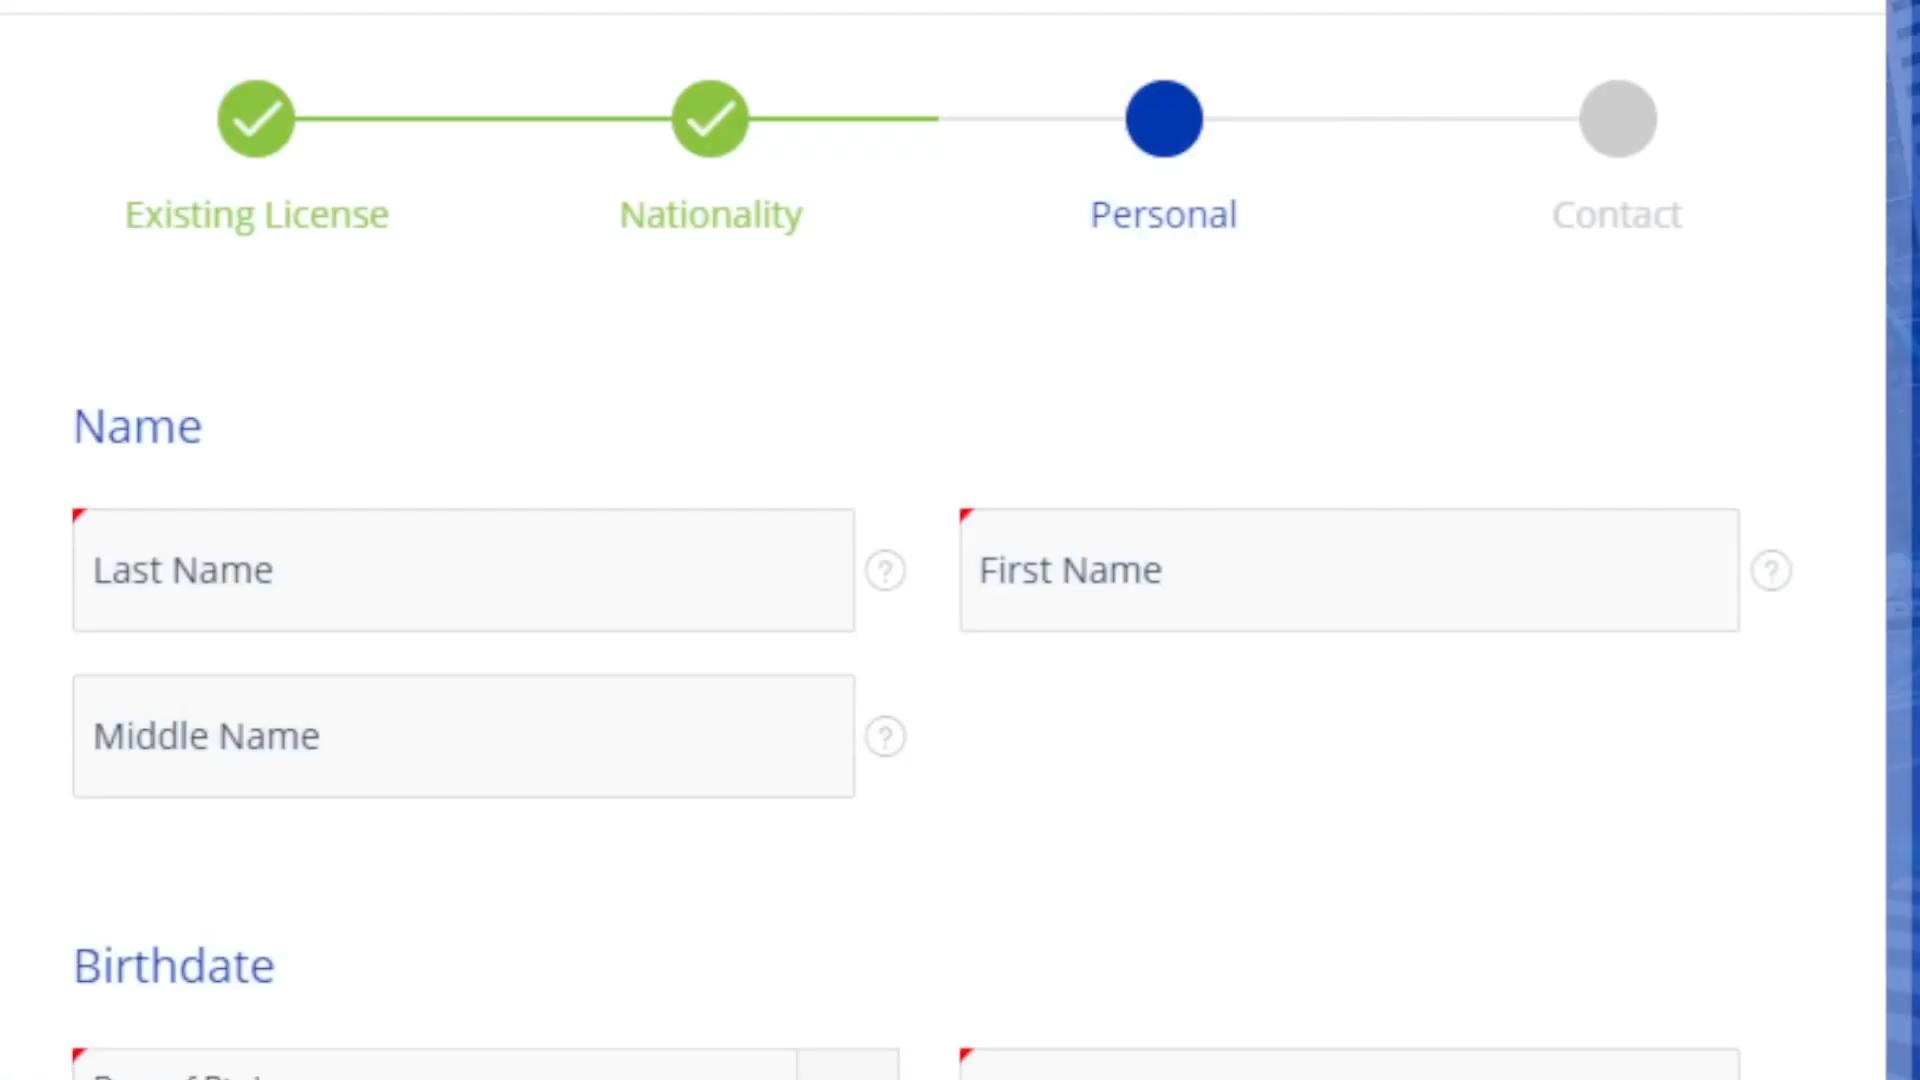 Existing License Nationality Personal Contact
Name
Last Name ? First Name ?
Middle Name ?
Birthdate